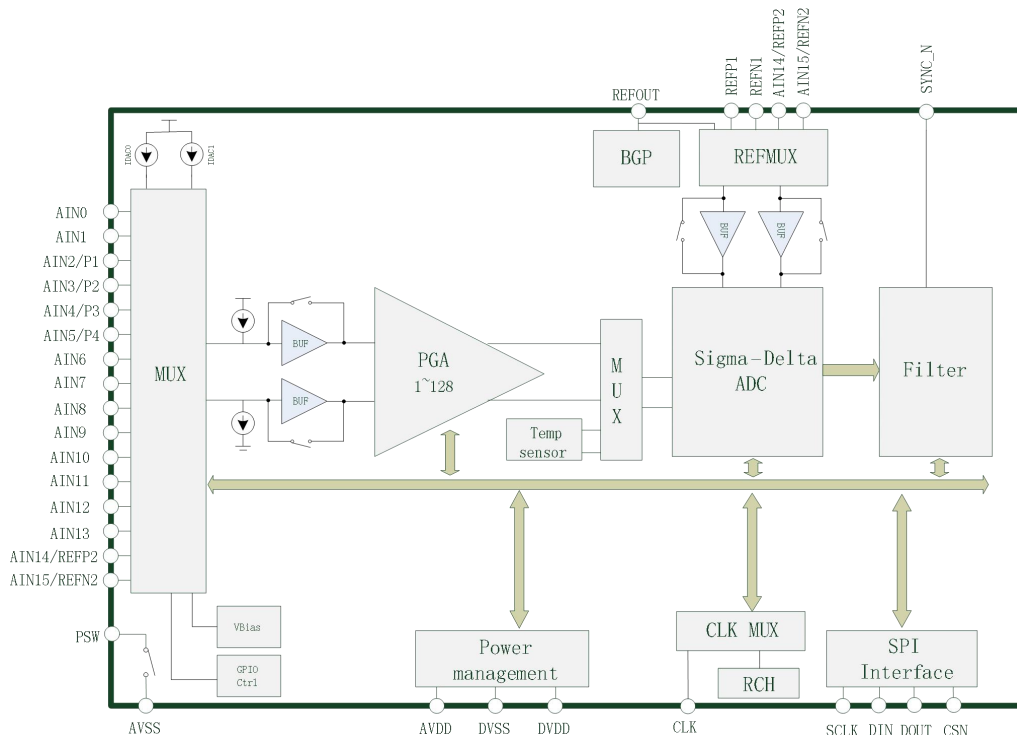 REFOUT
REFP1
REFN1
AIN14/REFP2
AIN15/REFN2
SYNC_N
IDAC0
IDAC1
BGP
REFMUX
BUF
BUF
AIN0
AIN1
AIN2/P1
AIN3/P2
AIN4/P3
AIN5/P4
AIN6
AIN7
AIN8
AIN9
AIN10
AIN11
AIN12
AIN13
AIN14/REFP2
AIN15/REFN2
MUX
BUF
BUF
PGA
1~128
MUX
Temp
sensor
Sigma-Delta
ADC
Filter
PSW
VBias
GPIO
Ctrl
Power
management
CLK MUX
RCH
SPI
Interface
AVSS
AVDD
DVSS
DVDD
CLK
SCLK
DIN
DOUT
CSN